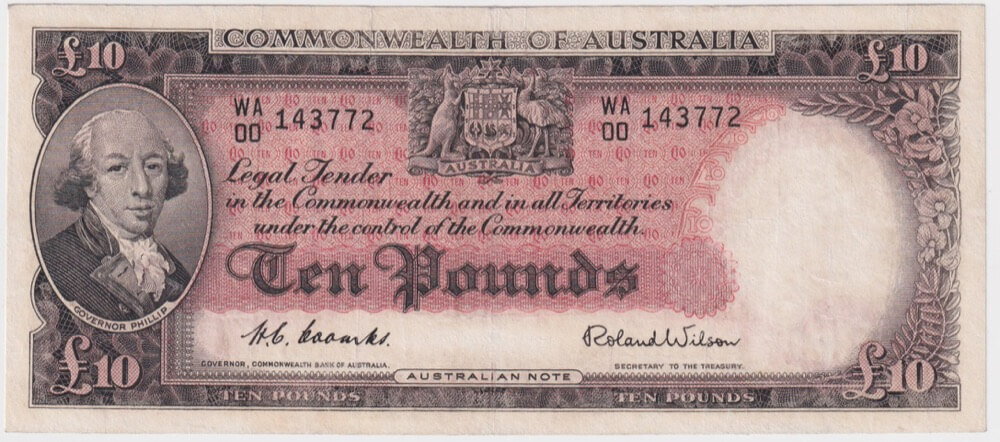 £10 COMMONWEALTH OF AUSTRALIA £10
WA 00 143772
WA 00 143772
AUSTRALIA
Legal Tender
in the Commonwealth and in all Territories
under the control of the Commonwealth.
Ten Pounds
GOVERNOR PHILLIP
H.C. Coombs.
Roland Wilson
GOVERNOR, COMMONWEALTH BANK OF AUSTRALIA.
SECRETARY TO THE TREASURY.
£10 AUSTRALIAN NOTE £10
TEN POUNDS TEN POUNDS